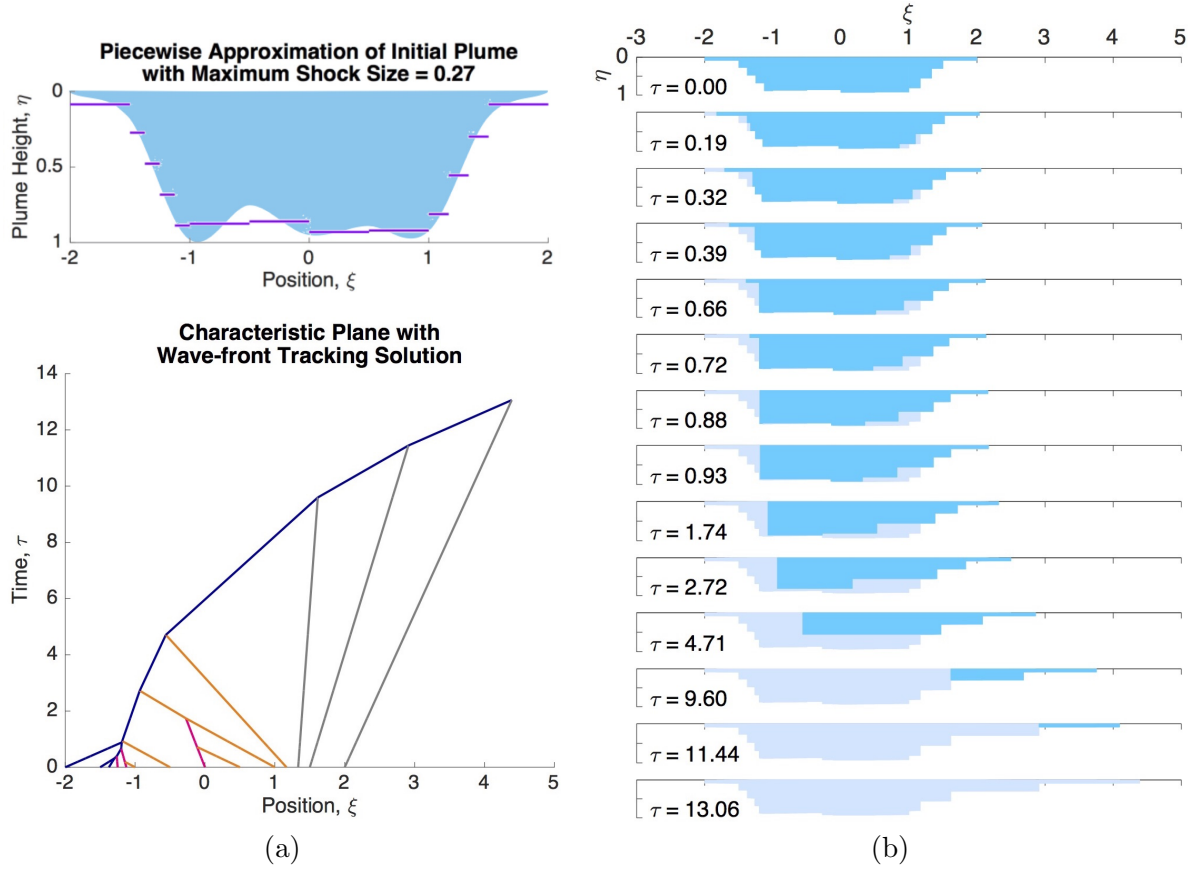 Piecewise Approximation of Initial Plume
with Maximum Shock Size = 0.27
Plume Height, η
0
0.5
1
-2 -1 0 1 2
Position, ξ
Characteristic Plane with
Wave-front Tracking Solution
Time, τ
14
12
10
8
6
4
2
0
-2 -1 0 1 2 3 4 5
Position, ξ
(a)
ξ
-3 -2 -1 0 1 2 3 4 5
η
0
1
τ = 0.00
τ = 0.19
τ = 0.32
τ = 0.39
τ = 0.66
τ = 0.72
τ = 0.88
τ = 0.93
τ = 1.74
τ = 2.72
τ = 4.71
τ = 9.60
τ = 11.44
τ = 13.06
(b)